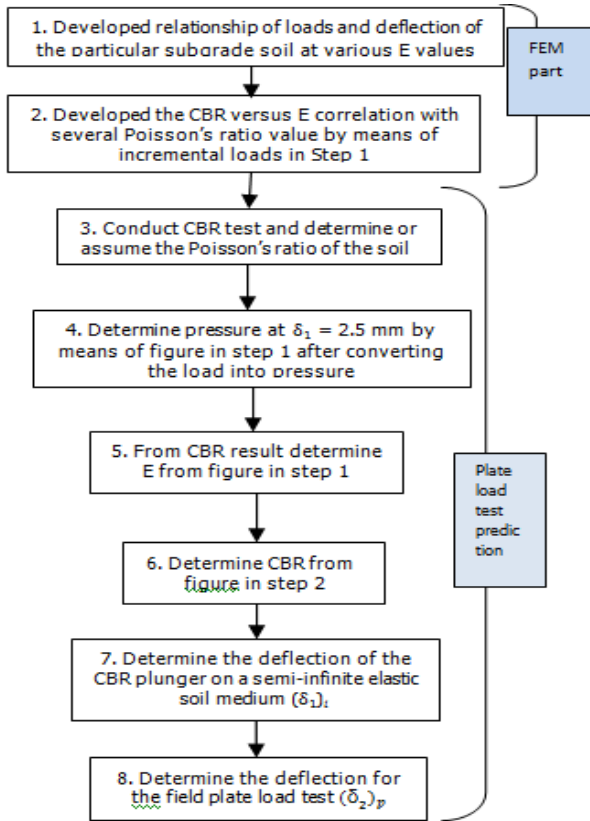 1. Developed relationship of loads and deflection of
the particular subgrade soil at various E values
FEM
part
2. Developed the CBR versus E correlation with
several Poisson's ratio value by means of
incremental loads in Step 1
3. Conduct CBR test and determine or
assume the Poisson's ratio of the soil
4. Determine pressure at δ₁ = 2.5 mm by
means of figure in step 1 after converting
the load into pressure
5. From CBR result determine
E from figure in step 1
Plate
load
test
predic
tion
6. Determine CBR from
figure in step 2
7. Determine the deflection of the
CBR plunger on a semi-infinite elastic
soil medium (δ₁)ᵢ
8. Determine the deflection for
the field plate load test (δ₂)ₚ